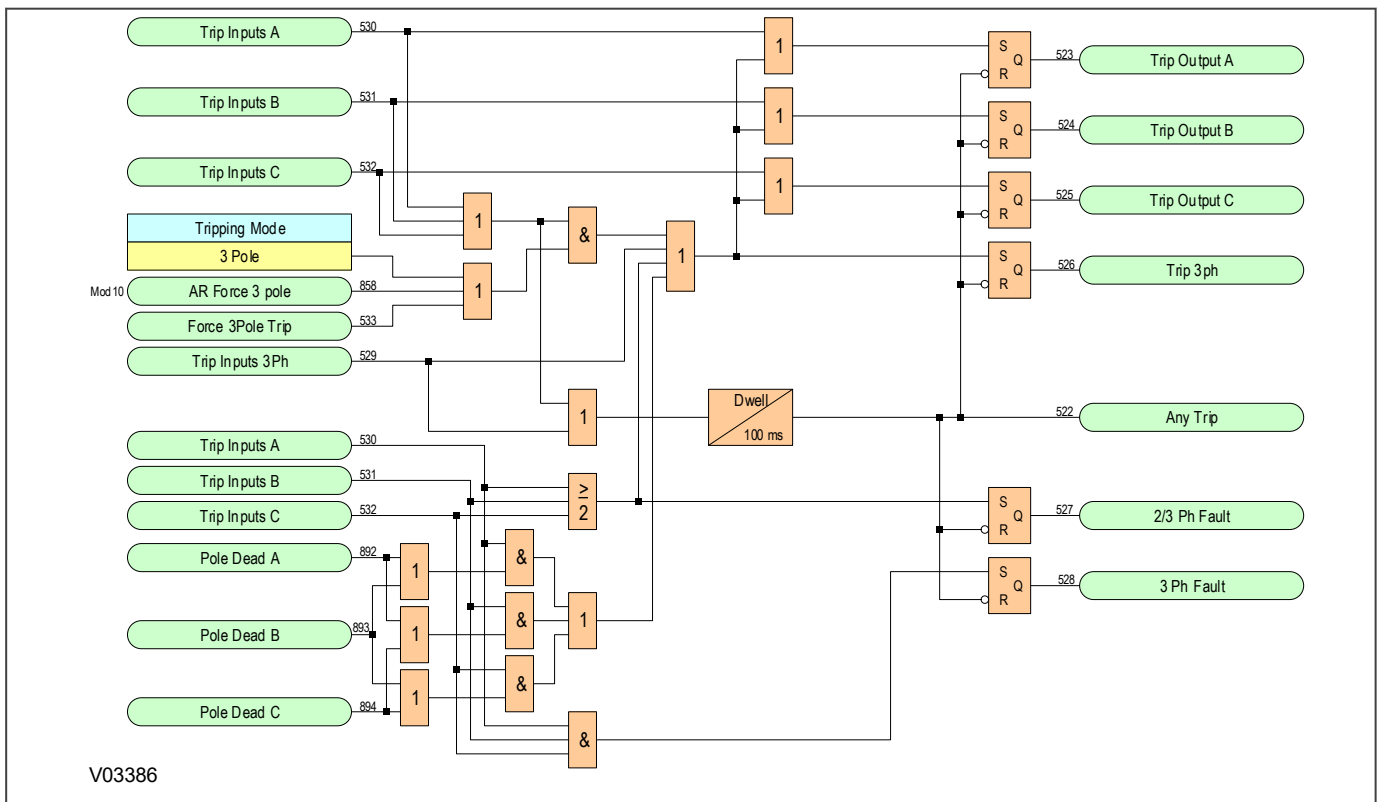 Trip Inputs A 530
Trip Inputs B 531
Trip Inputs C 532
Tripping Mode
3 Pole
Mod 10 AR Force 3 pole 858
Force 3Pole Trip 533
Trip Inputs 3Ph 529
Trip Inputs A 530
Trip Inputs B 531
Trip Inputs C 532
Pole Dead A 892
Pole Dead B 893
Pole Dead C 894
1
1
1
1
1
&
1
1
Dwell
100 ms
≥
2
1
1
1
&
&
&
1
&
S
Q
R
523 Trip Output A
S
Q
R
524 Trip Output B
S
Q
R
525 Trip Output C
S
Q
R
526 Trip 3ph
522 Any Trip
S
Q
R
527 2/3 Ph Fault
S
Q
R
528 3 Ph Fault
V03386